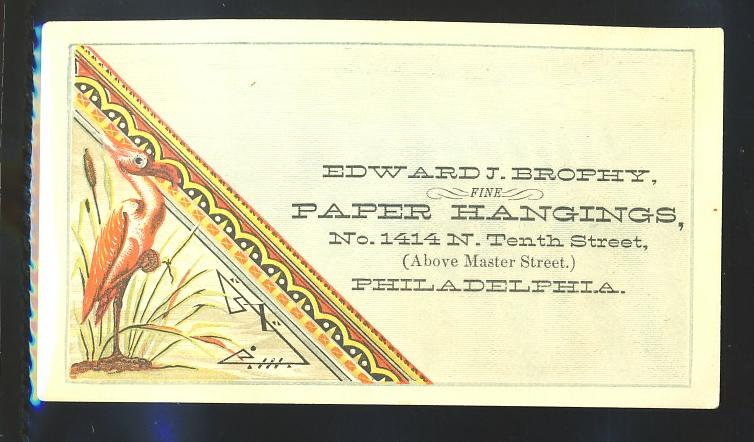 EDWARD J. BROPHY,
FINE
PAPER HANGINGS,
No. 1414 N. Tenth Street,
(Above Master Street.)
PHILADELPHIA.